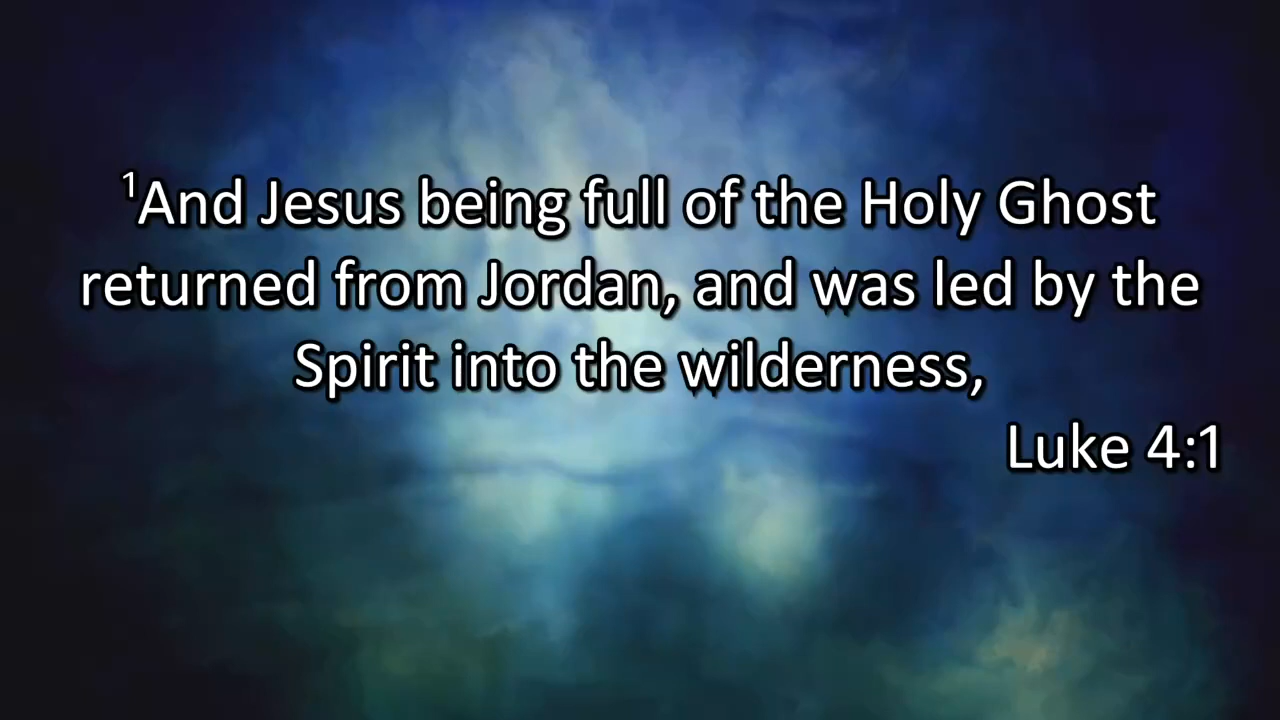 ¹And Jesus being full of the Holy Ghost
returned from Jordan, and was led by the
Spirit into the wilderness,
Luke 4:1